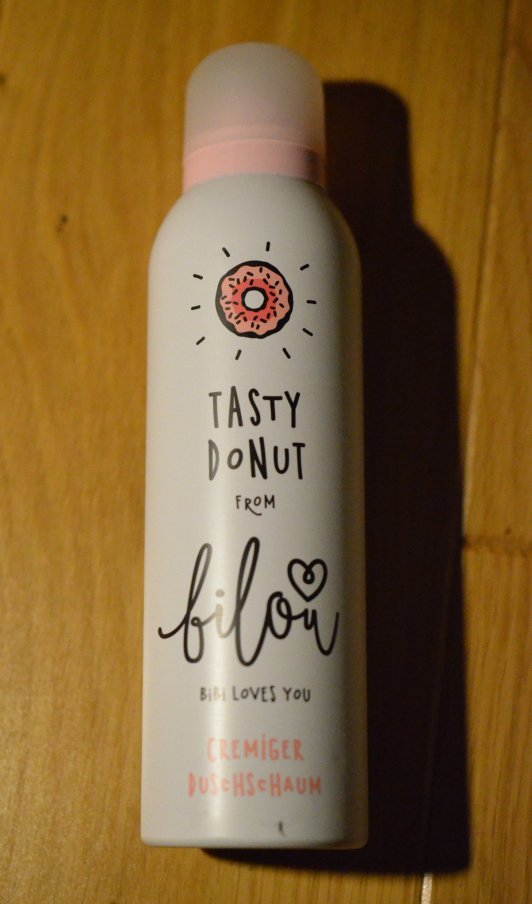 TASTY
DONUT
FROM
bilou
BiBi LOVES YOU
CREMiGER
DUSCHSCHAUM